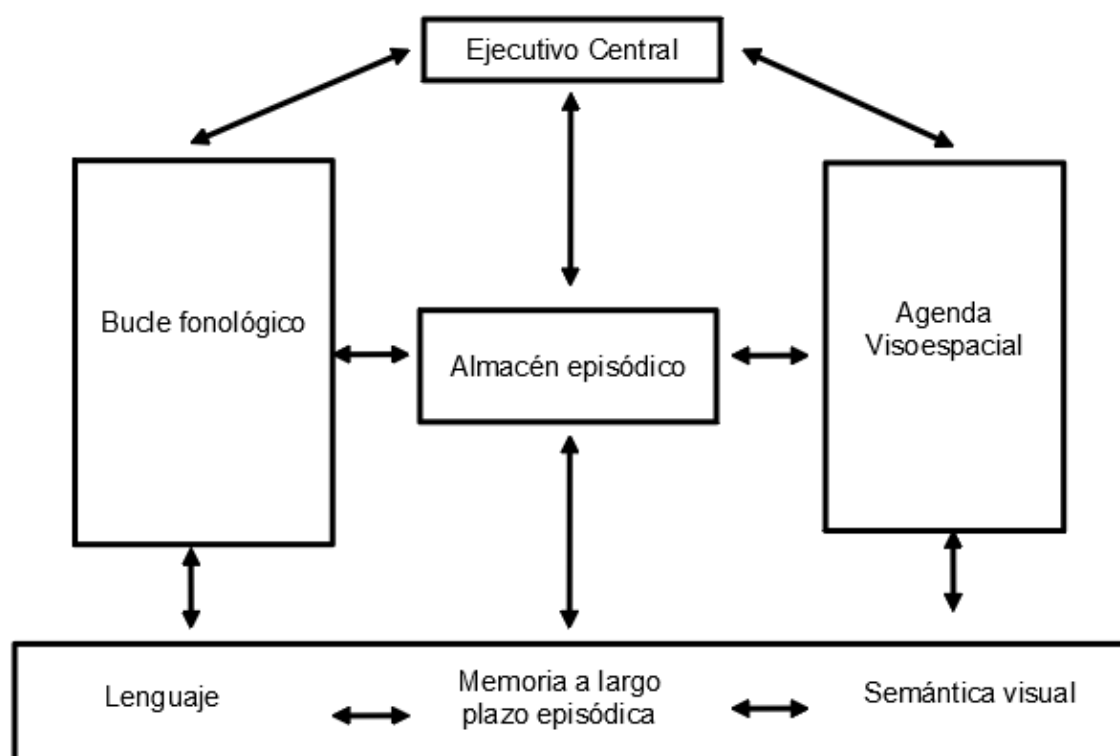 Ejecutivo Central
Bucle fonológico
Almacén episódico
Agenda
Visoespacial
Lenguaje
Memoria a largo
plazo episódica
Semántica visual